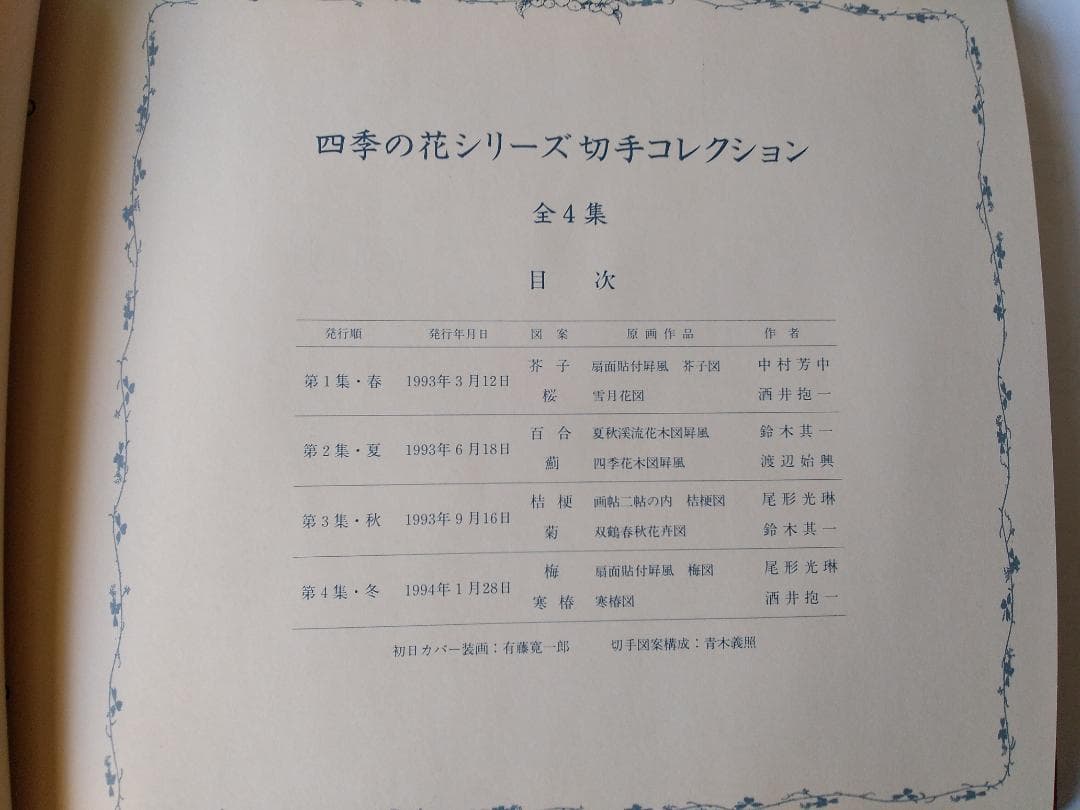 四季の花シリーズ切手コレクション
全4集
目　次
発行順　発行年月日　図　案　原画作品　作　者
第1集・春　1993年3月12日　芥　子　扇面貼付屛風　芥子図　中村芳中
桜　雪月花図　酒井抱一
第2集・夏　1993年6月18日　百　合　夏秋渓流花木図屛風　鈴木其一
薊　四季花木図屛風　渡辺始興
第3集・秋　1993年9月16日　桔　梗　画帖二帖の内　桔梗図　尾形光琳
菊　双鶴春秋花卉図　鈴木其一
第4集・冬　1994年1月28日　梅　扇面貼付屛風　梅図　尾形光琳
寒　椿　寒椿図　酒井抱一
初日カバー装画：有藤寛一郎　切手図案構成：青木義照